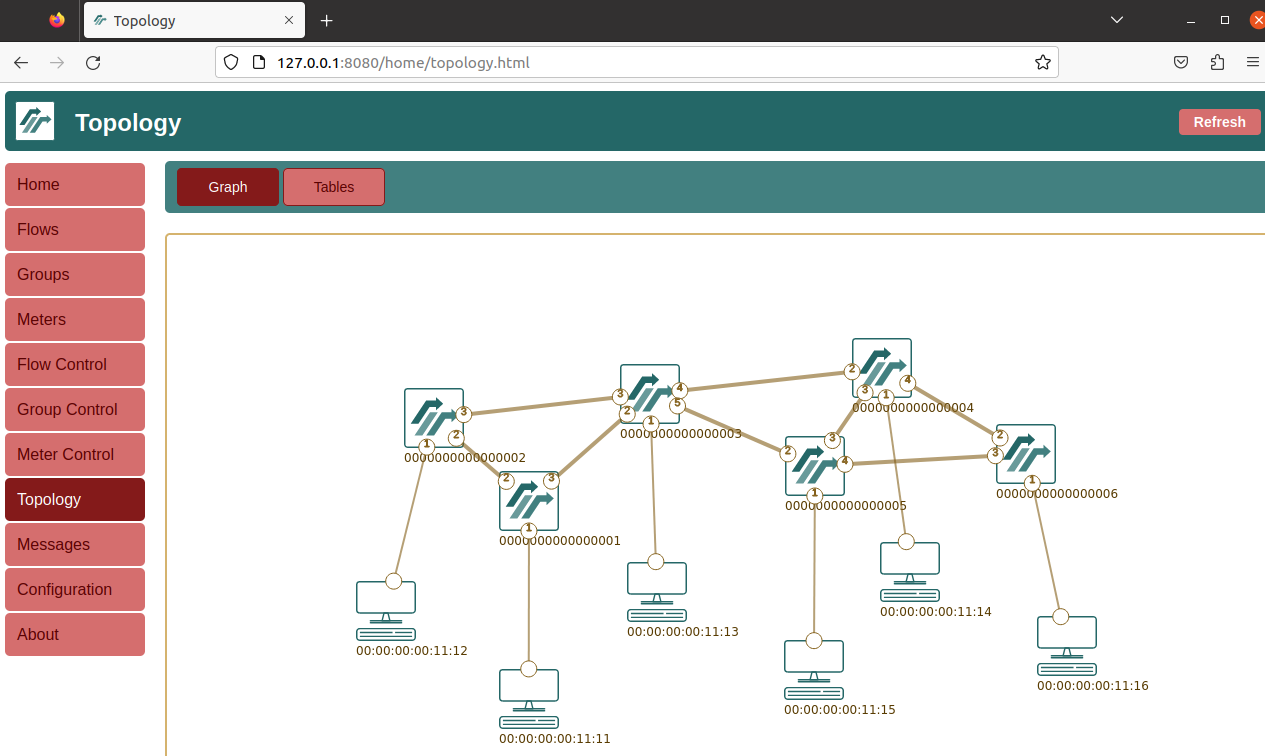 Topology
127.0.0.1:8080/home/topology.html
Topology
Refresh
Home
Flows
Groups
Meters
Flow Control
Group Control
Meter Control
Topology
Messages
Configuration
About
Graph
Tables
3
2
1
0000000000000002
2
3
1
0000000000000001
3
2
1
4
5
0000000000000003
2
3
1
4
0000000000000004
2
3
4
1
0000000000000005
2
3
1
0000000000000006
00:00:00:00:11:12
00:00:00:00:11:11
00:00:00:00:11:13
00:00:00:00:11:15
00:00:00:00:11:14
00:00:00:00:11:16